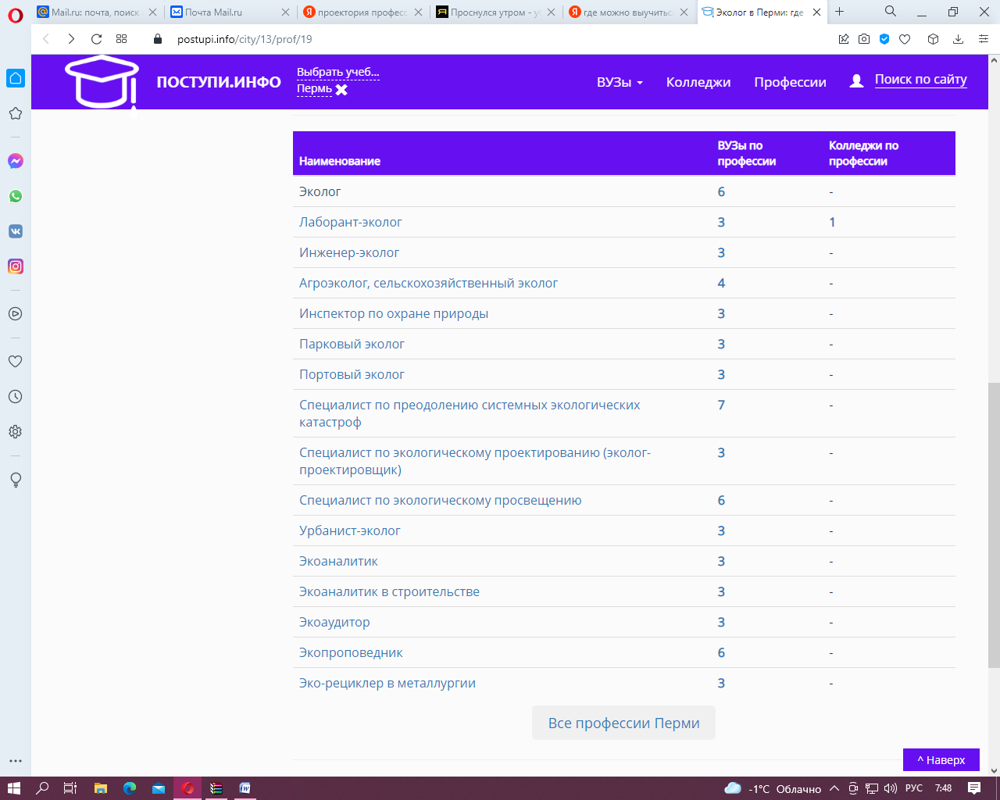 Mail.ru: почта, поиск
Почта Mail.ru
проектория професс
Проснулся утром - у
где можно выучитьс
Эколог в Перми: где
postupi.info/city/13/prof/19
ПОСТУПИ.ИНФО
Выбрать учеб...
Пермь
ВУЗы
Колледжи
Профессии
Поиск по сайту
Наименование
ВУЗы по
профессии
Колледжи по
профессии
Эколог 6 -
Лаборант-эколог 3 1
Инженер-эколог 3 -
Агроэколог, сельскохозяйственный эколог 4 -
Инспектор по охране природы 3 -
Парковый эколог 3 -
Портовый эколог 3 -
Специалист по преодолению системных экологических 7 -
катастроф
Специалист по экологическому проектированию (эколог- 3 -
проектировщик)
Специалист по экологическому просвещению 6 -
Урбанист-эколог 3 -
Экоаналитик 3 -
Экоаналитик в строительстве 3 -
Экоаудитор 3 -
Экопроповедник 6 -
Эко-рециклер в металлургии 3 -
Все профессии Перми
^ Наверх
-1°C Облачно
РУС
7:48